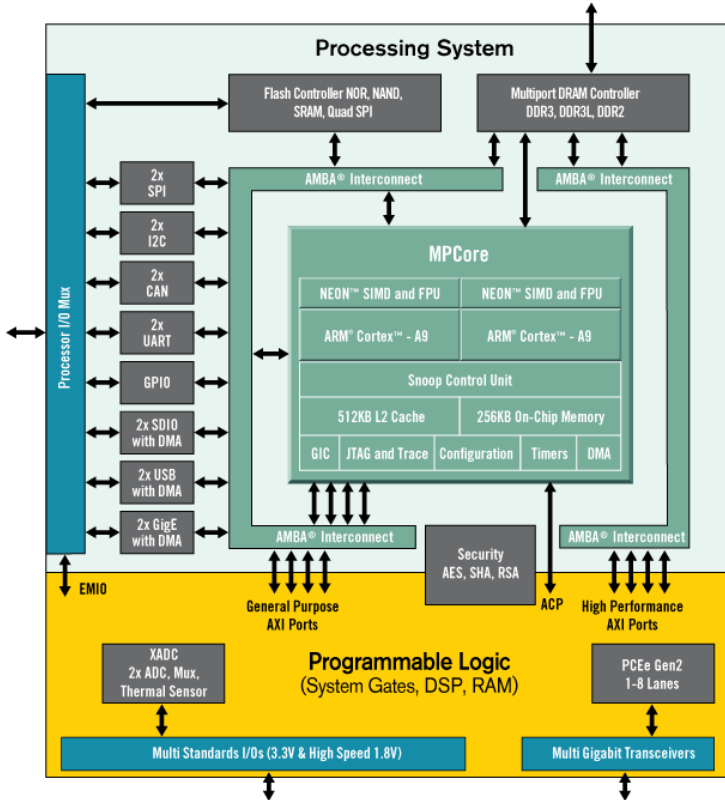 Processing System
Flash Controller NOR, NAND,
SRAM, Quad SPI
Multiport DRAM Controller
DDR3, DDR3L, DDR2
AMBA® Interconnect
AMBA® Interconnect
Processor I/O Mux
2x
SPI
2x
I2C
2x
CAN
2x
UART
GPIO
2x SDIO
with DMA
2x USB
with DMA
2x GigE
with DMA
MPCore
NEON™ SIMD and FPU
NEON™ SIMD and FPU
ARM® Cortex™ - A9
ARM® Cortex™ - A9
Snoop Control Unit
512KB L2 Cache
256KB On-Chip Memory
GIC
JTAG and Trace
Configuration
Timers
DMA
AMBA® Interconnect
AMBA® Interconnect
Security
AES, SHA, RSA
EMIO
General Purpose
AXI Ports
ACP
High Performance
AXI Ports
XADC
2x ADC, Mux,
Thermal Sensor
Programmable Logic
(System Gates, DSP, RAM)
PCEe Gen2
1-8 Lanes
Multi Standards I/Os (3.3V & High Speed 1.8V)
Multi Gigabit Transceivers